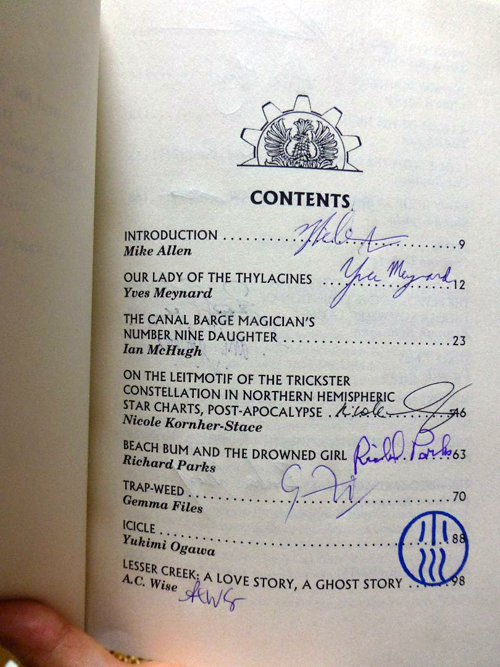 CONTENTS
INTRODUCTION ........................ 9
Mike Allen
OUR LADY OF THE THYLACINES .......... 12
Yves Meynard
Yves Meynard
THE CANAL BARGE MAGICIAN'S
NUMBER NINE DAUGHTER ........................ 23
Ian McHugh
ON THE LEITMOTIF OF THE TRICKSTER
CONSTELLATION IN NORTHERN HEMISPHERIC
STAR CHARTS, POST-APOCALYPSE . Nicole 46
Nicole Kornher-Stace
BEACH BUM AND THE DROWNED GIRL Richard Parks 63
Richard Parks
TRAP-WEED ........................ 70
Gemma Files
ICICLE ........................ 88
Yukimi Ogawa
LESSER CREEK: A LOVE STORY, A GHOST STORY ...... 98
A.C. Wise AWS